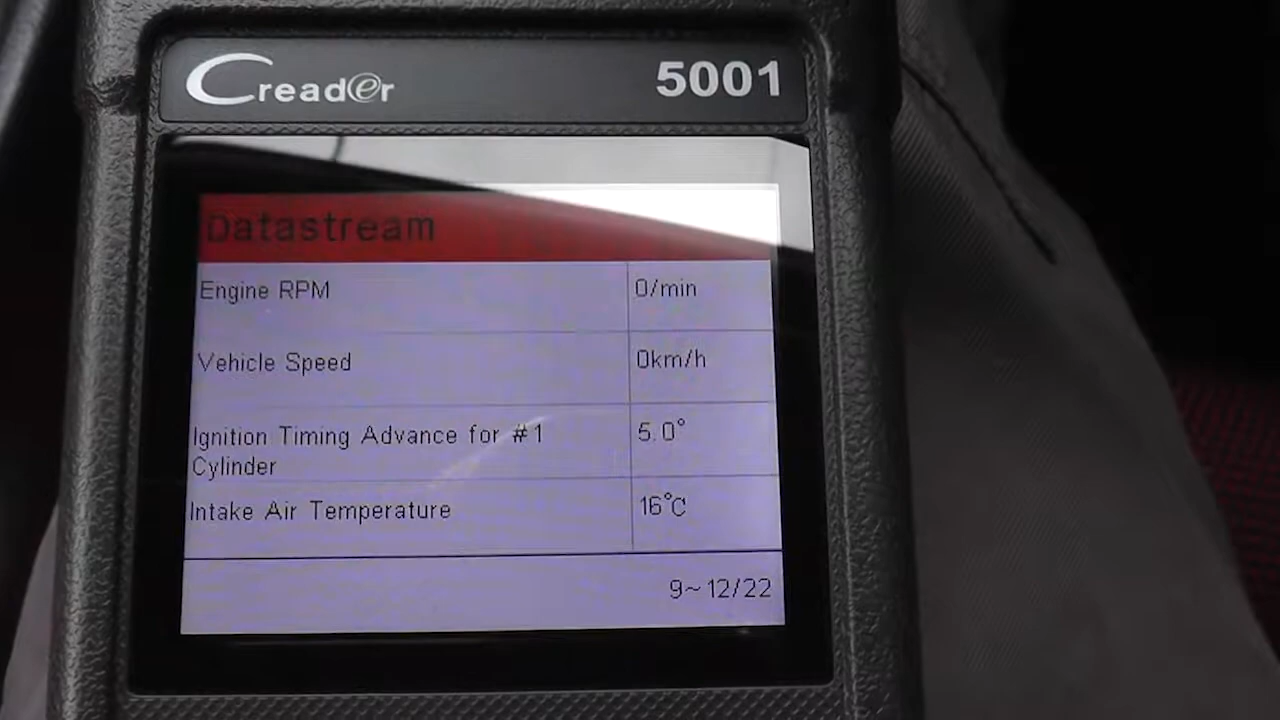 Creader
5001
Datastream
Engine RPM 0/min
Vehicle Speed 0km/h
Ignition Timing Advance for #1 5.0°
Cylinder
Intake Air Temperature 16°C
9~12/22